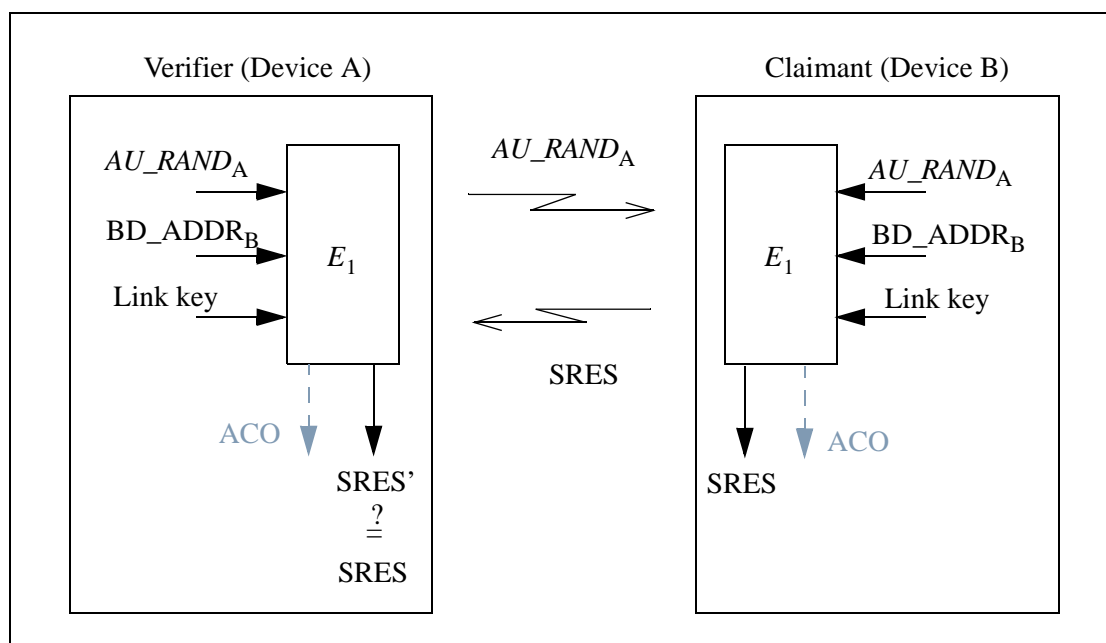 Verifier (Device A)
Claimant (Device B)
AU_RANDA
BD_ADDRB
Link key
E1
ACO
SRES’
?
=
SRES
AU_RANDA
SRES
E1
AU_RANDA
BD_ADDRB
Link key
SRES
ACO